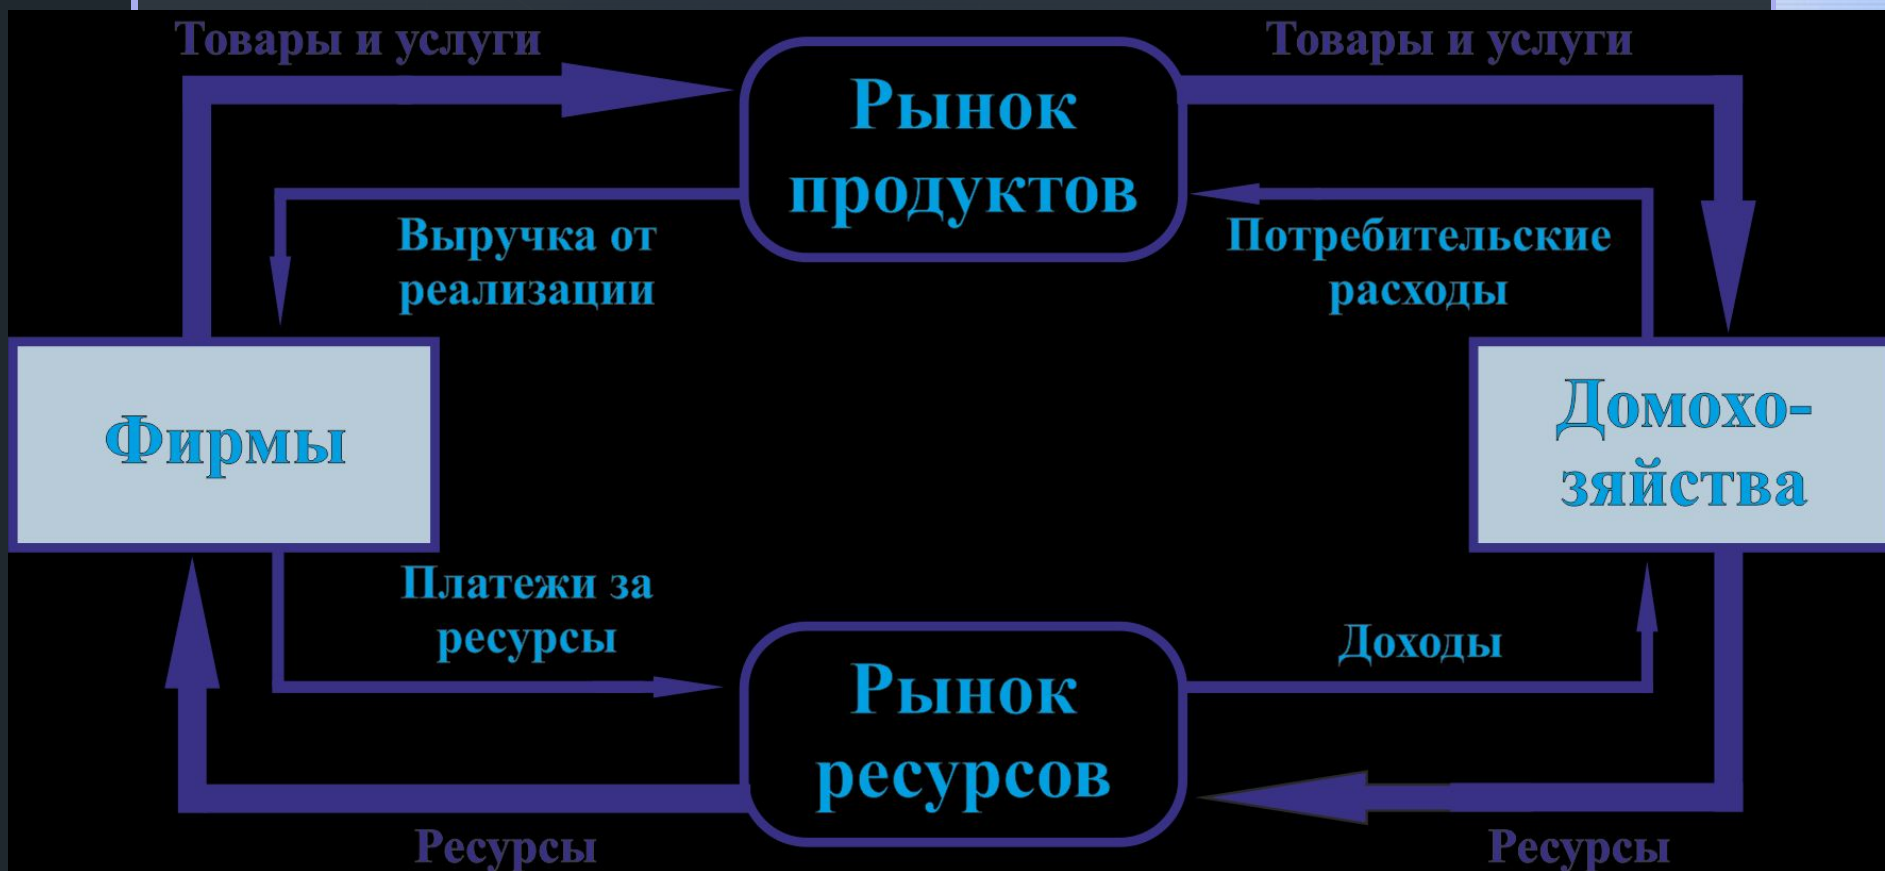 Товары и услуги
Товары и услуги
Рынок
продуктов
Выручка от
реализации
Потребительские
расходы
Фирмы
Домохо-
зяйства
Платежи за
ресурсы
Доходы
Рынок
ресурсов
Ресурсы
Ресурсы